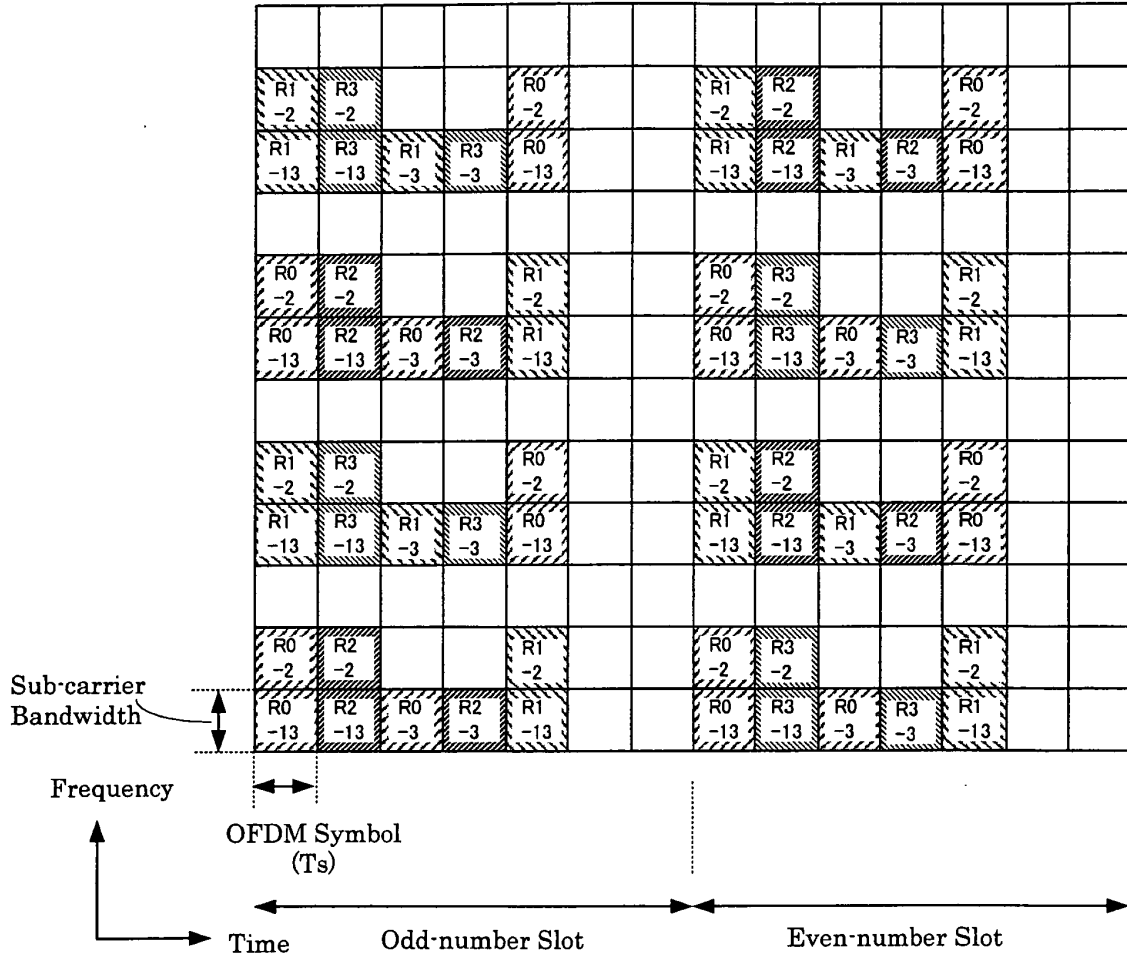 R1 R3 R0 R1 R2 R0
-2 -2 -2 -2 -2 -2
R1 R3 R1 R3 R0 R1 R2 R1 R2 R0
-13 -13 -3 -3 -13 -13 -13 -3 -3 -13
R0 R2 R1 R0 R3 R1
-2 -2 -2 -2 -2 -2
R0 R2 R0 R2 R1 R0 R3 R0 R3 R1
-13 -13 -3 -3 -13 -13 -13 -3 -3 -13
R1 R3 R0 R1 R2 R0
-2 -2 -2 -2 -2 -2
R1 R3 R1 R3 R0 R1 R2 R1 R2 R0
-13 -13 -3 -3 -13 -13 -13 -3 -3 -13
R0 R2 R1 R0 R3 R1
-2 -2 -2 -2 -2 -2
R0 R2 R0 R2 R1 R0 R3 R0 R3 R1
-13 -13 -3 -3 -13 -13 -13 -3 -3 -13
Sub-carrier
Bandwidth
Frequency
OFDM Symbol
(Ts)
Time
Odd-number Slot
Even-number Slot